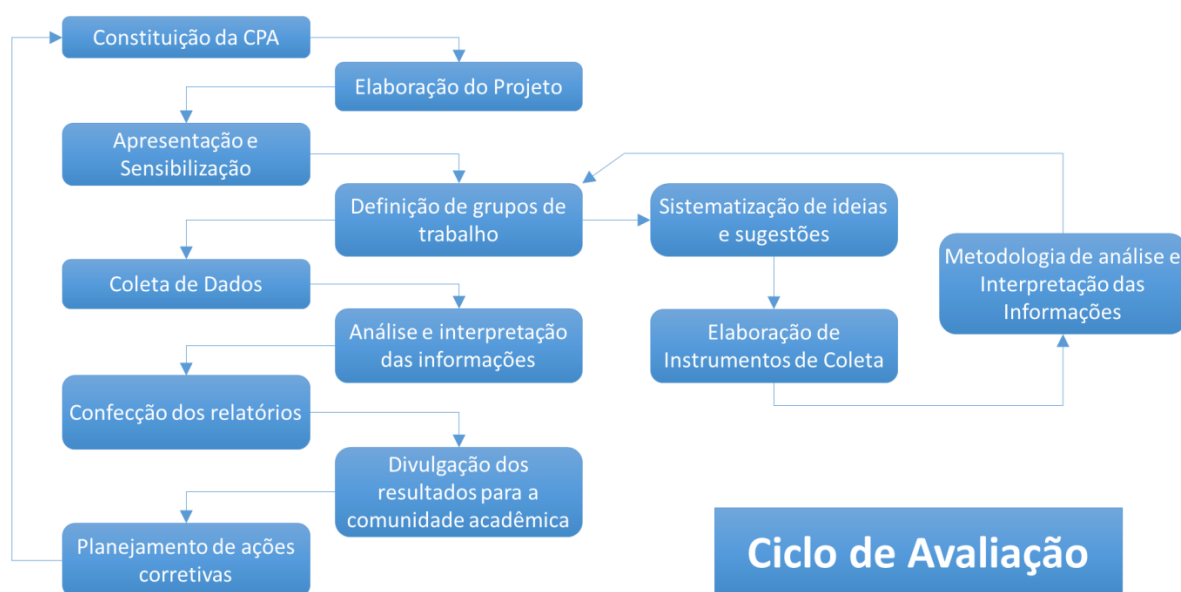 Constituição da CPA
Elaboração do Projeto
Apresentação e
Sensibilização
Definição de grupos de
trabalho
Sistematização de ideias
e sugestões
Metodologia de análise e
Interpretação das
Informações
Coleta de Dados
Análise e interpretação
das informações
Elaboração de
Instrumentos de Coleta
Confecção dos relatórios
Divulgação dos
resultados para a
comunidade acadêmica
Planejamento de ações
corretivas
Ciclo de Avaliação